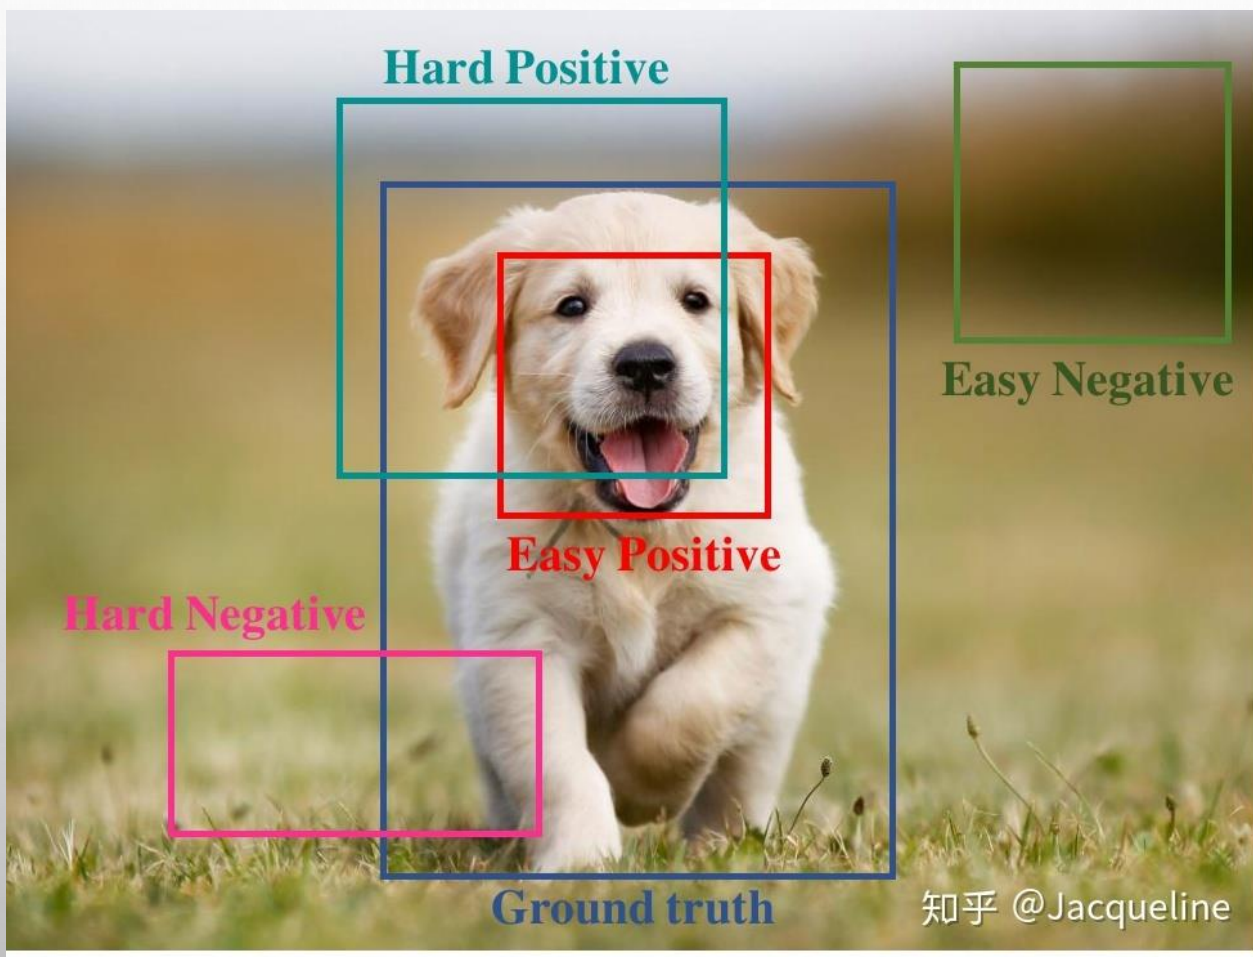 Hard Positive
Easy Negative
Easy Positive
Hard Negative
Ground truth
知乎 @Jacqueline